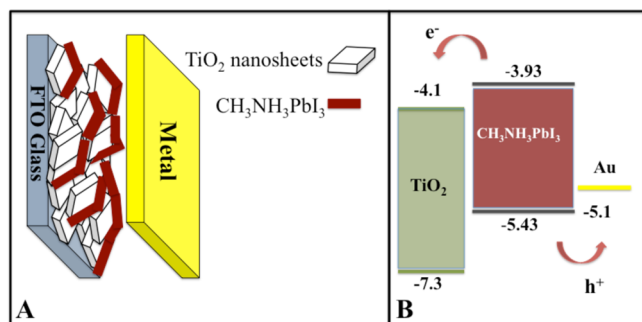 TiO₂ nanosheets
CH₃NH₃PbI₃
FTO Glass
Metal
A
e⁻
-3.93
-4.1
CH₃NH₃PbI₃
TiO₂
Au
-5.1
-5.43
h⁺
-7.3
B